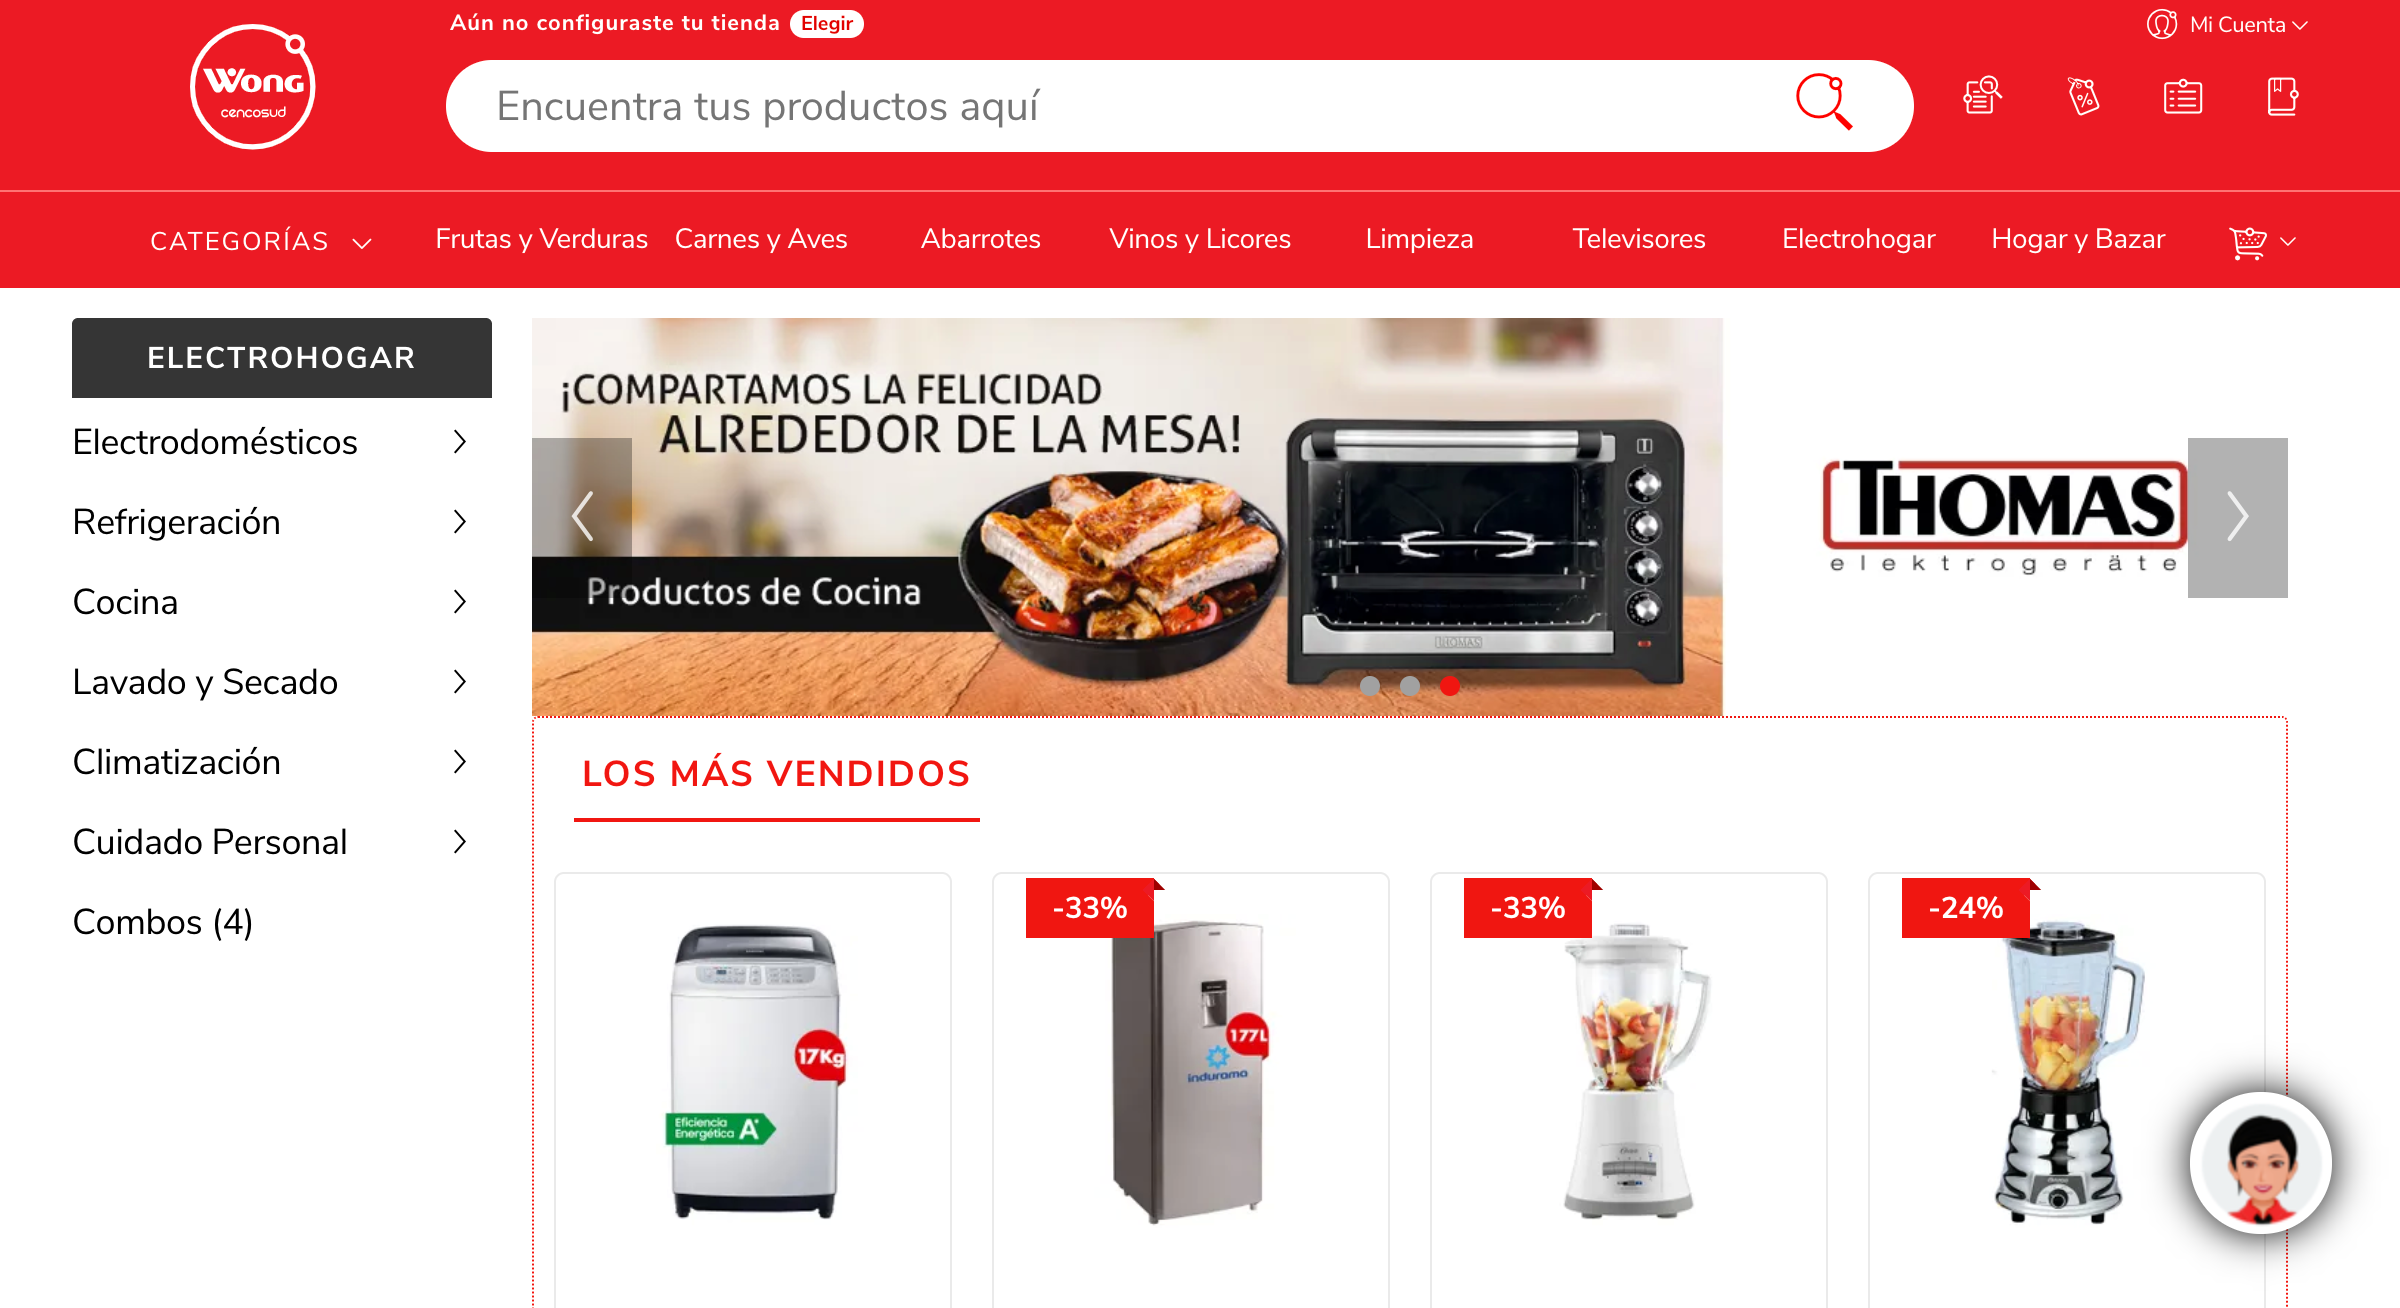 Aún no configuraste tu tienda Elegir
Mi Cuenta
Wong
cencosud
Encuentra tus productos aquí
CATEGORÍAS
Frutas y Verduras
Carnes y Aves
Abarrotes
Vinos y Licores
Limpieza
Televisores
Electrohogar
Hogar y Bazar
ELECTROHOGAR
Electrodomésticos
Refrigeración
Cocina
Lavado y Secado
Climatización
Cuidado Personal
Combos (4)
¡COMPARTAMOS LA FELICIDAD
ALREDEDOR DE LA MESA!
Productos de Cocina
THOMAS
THOMAS
elektrogeräte
LOS MÁS VENDIDOS
17Kg
Eficiencia
Energética A+
-33%
177L
indurama
-33%
Oster
-24%